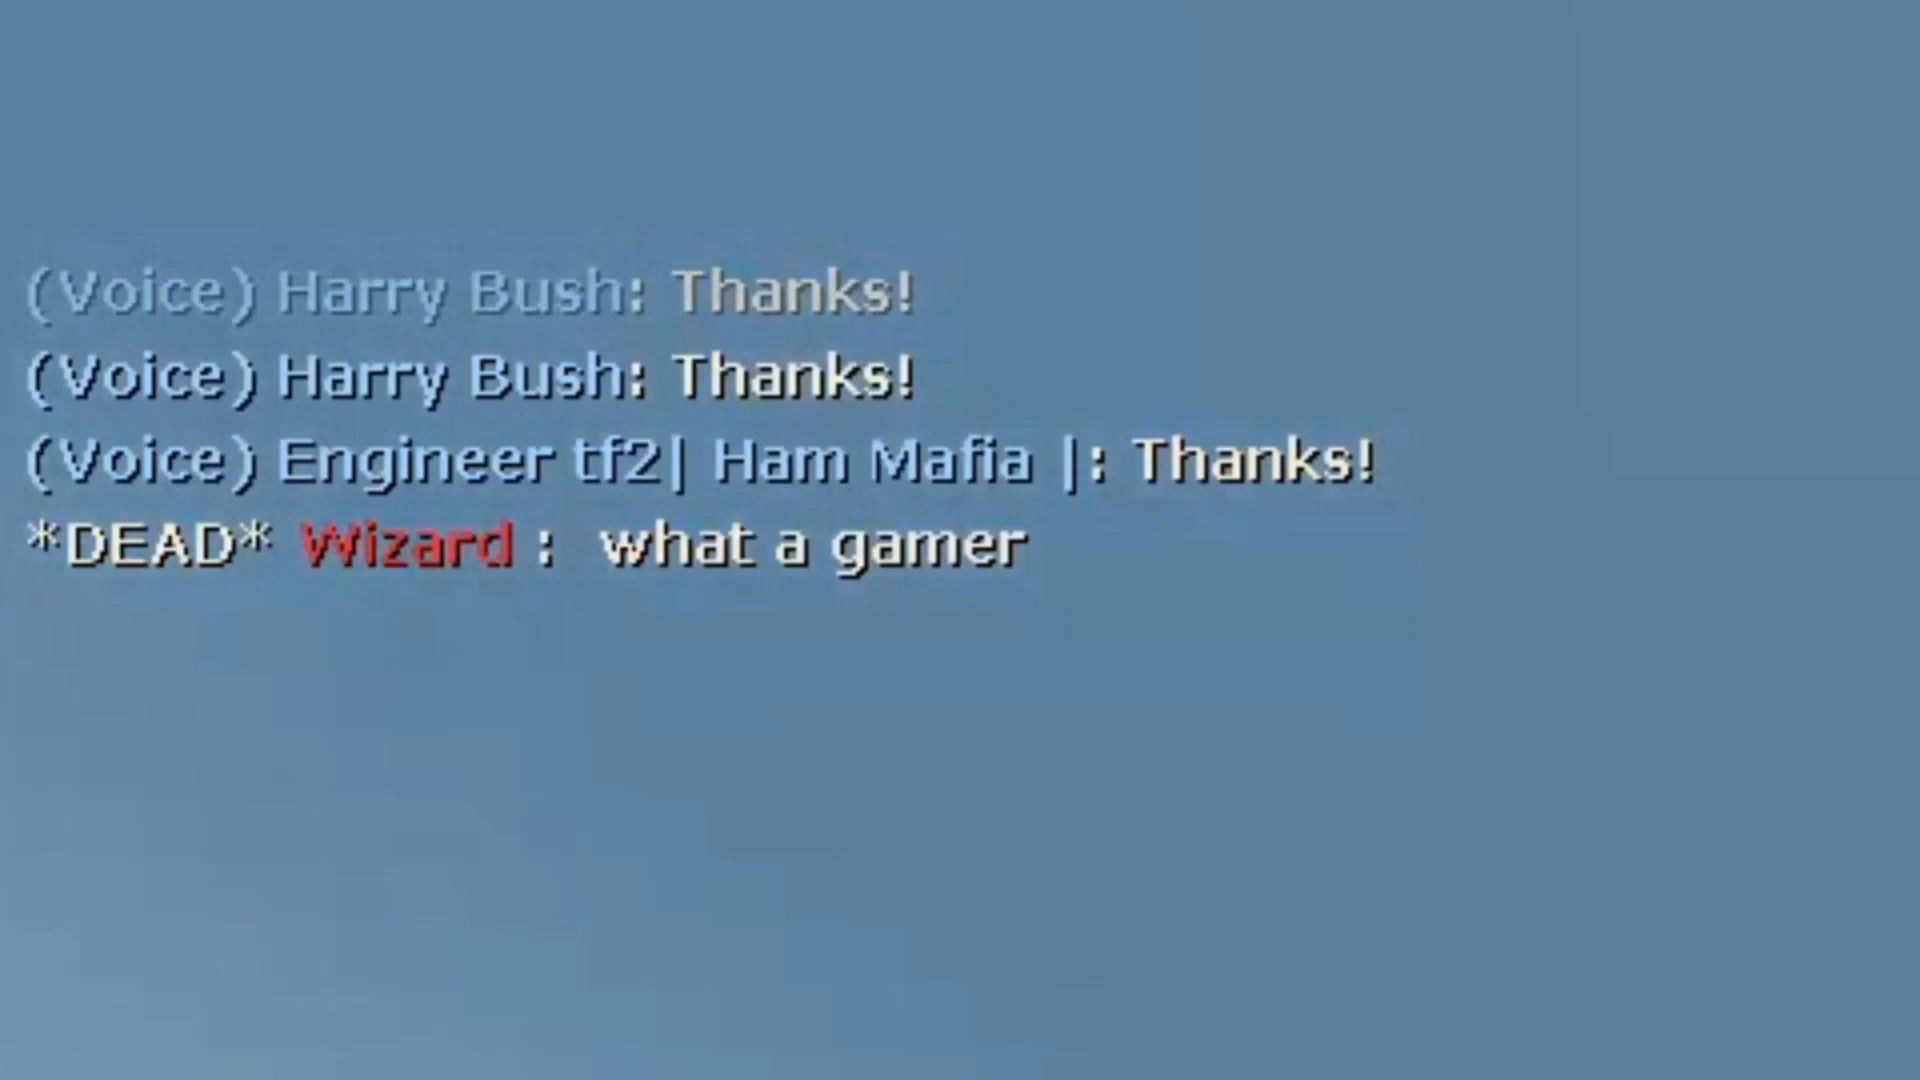 (Voice) Harry Bush: Thanks!
(Voice) Harry Bush: Thanks!
(Voice) Engineer tf2| Ham Mafia |: Thanks!
*DEAD* Wizard :  what a gamer